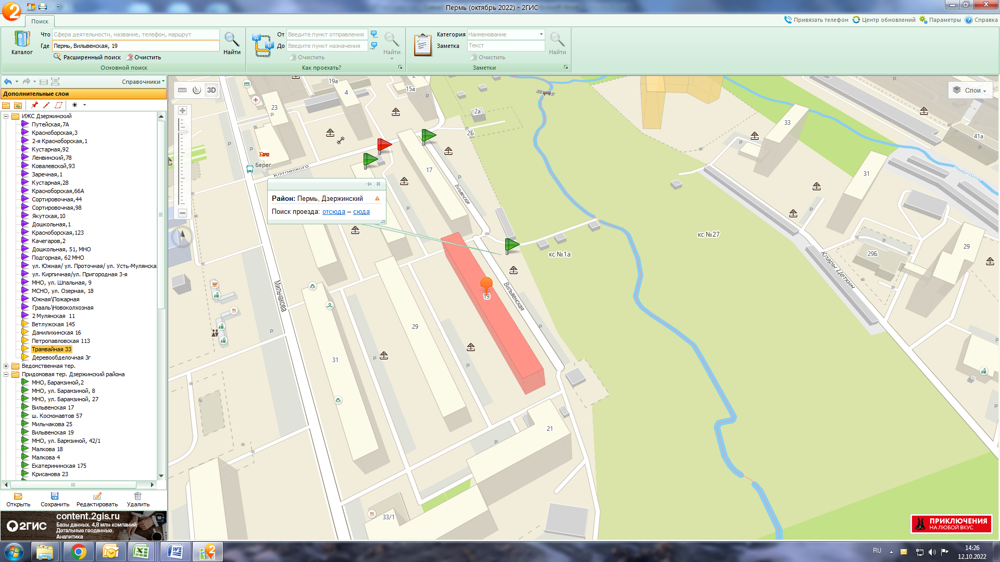 Пермь (октябрь 2022) - 2ГИС
Поиск
Привязать телефон
Центр обновлений
Параметры
Справка
Каталог
Что
Сфера деятельности, название, телефон, маршрут
Где
Пермь, Вильвенская, 19
Расширенный поиск
Очистить
Найти
Основной поиск
От
Введите пункт отправления
До
Введите пункт назначения
Очистить
Найти
Как проехать?
Категория
Наименование
Заметка
Текст
Очистить
Найти
Заметки
Справочники
Дополнительные слои
ИЖС Дзержинский
Путейская,7А
Красноборская,3
2-я Красноборская,1
Кустарная,92
Ленвинский,78
Ковалевской,93
Заречная,1
Кустарная,28
Красноборская,66А
Сортировочная,44
Сортировочная,98
Якутская,10
Дошкольная,1
Красноборская,123
Качегаров,2
Дошкольная, 51, МНО
Подгорная, 62 МНО
ул. Южная/ ул. Проточная/ ул. Усть-Мулянска
ул. Кирпичная/ул. Пригородная 3-я
МНО, ул. Шпальная, 9
МСНО, ул. Озерная, 18
Южная\Пожарная
Грааль\Новоколхозная
2 Мулянская 11
Ветлужская 145
Данилихинская 16
Петропавловская 113
Трамвайная 33
Деревообделочная 3г
Ведомственная тер.
Придомовая тер. Дзержинский района
МНО, Барамзиной,2
МНО, ул. Барамзиной, 8
МНО, ул. Барамзиной, 27
Вильвенская 17
ш. Космонавтов 57
Мильчакова 25
Вильвенская 19
МНО, ул. Бармзиной, 42/1
Малкова 18
Малкова 4
Екатерининская 175
Крисанова 23
Открыть
Сохранить
Редактировать
Удалить
2ГИС
content.2gis.ru
Базы данных. 4,8 млн компаний
Детальные геоданные.
Аналитика
18+
3D
Слои
19а
4
15а
23
2а
2Б
33
41а
31
17
Берег
Котовского
Вильвенская
Район: Пермь, Дзержинский
Поиск проезда: отсюда – сюда
кс №27
кс №1а
29
29Б
Клары Цеткин
Мильчакова
19
Вильвенская
29
31
21
33/1
ПРИКЛЮЧЕНИЯ
НА ЛЮБОЙ ВКУС
RU
14:26
12.10.2022